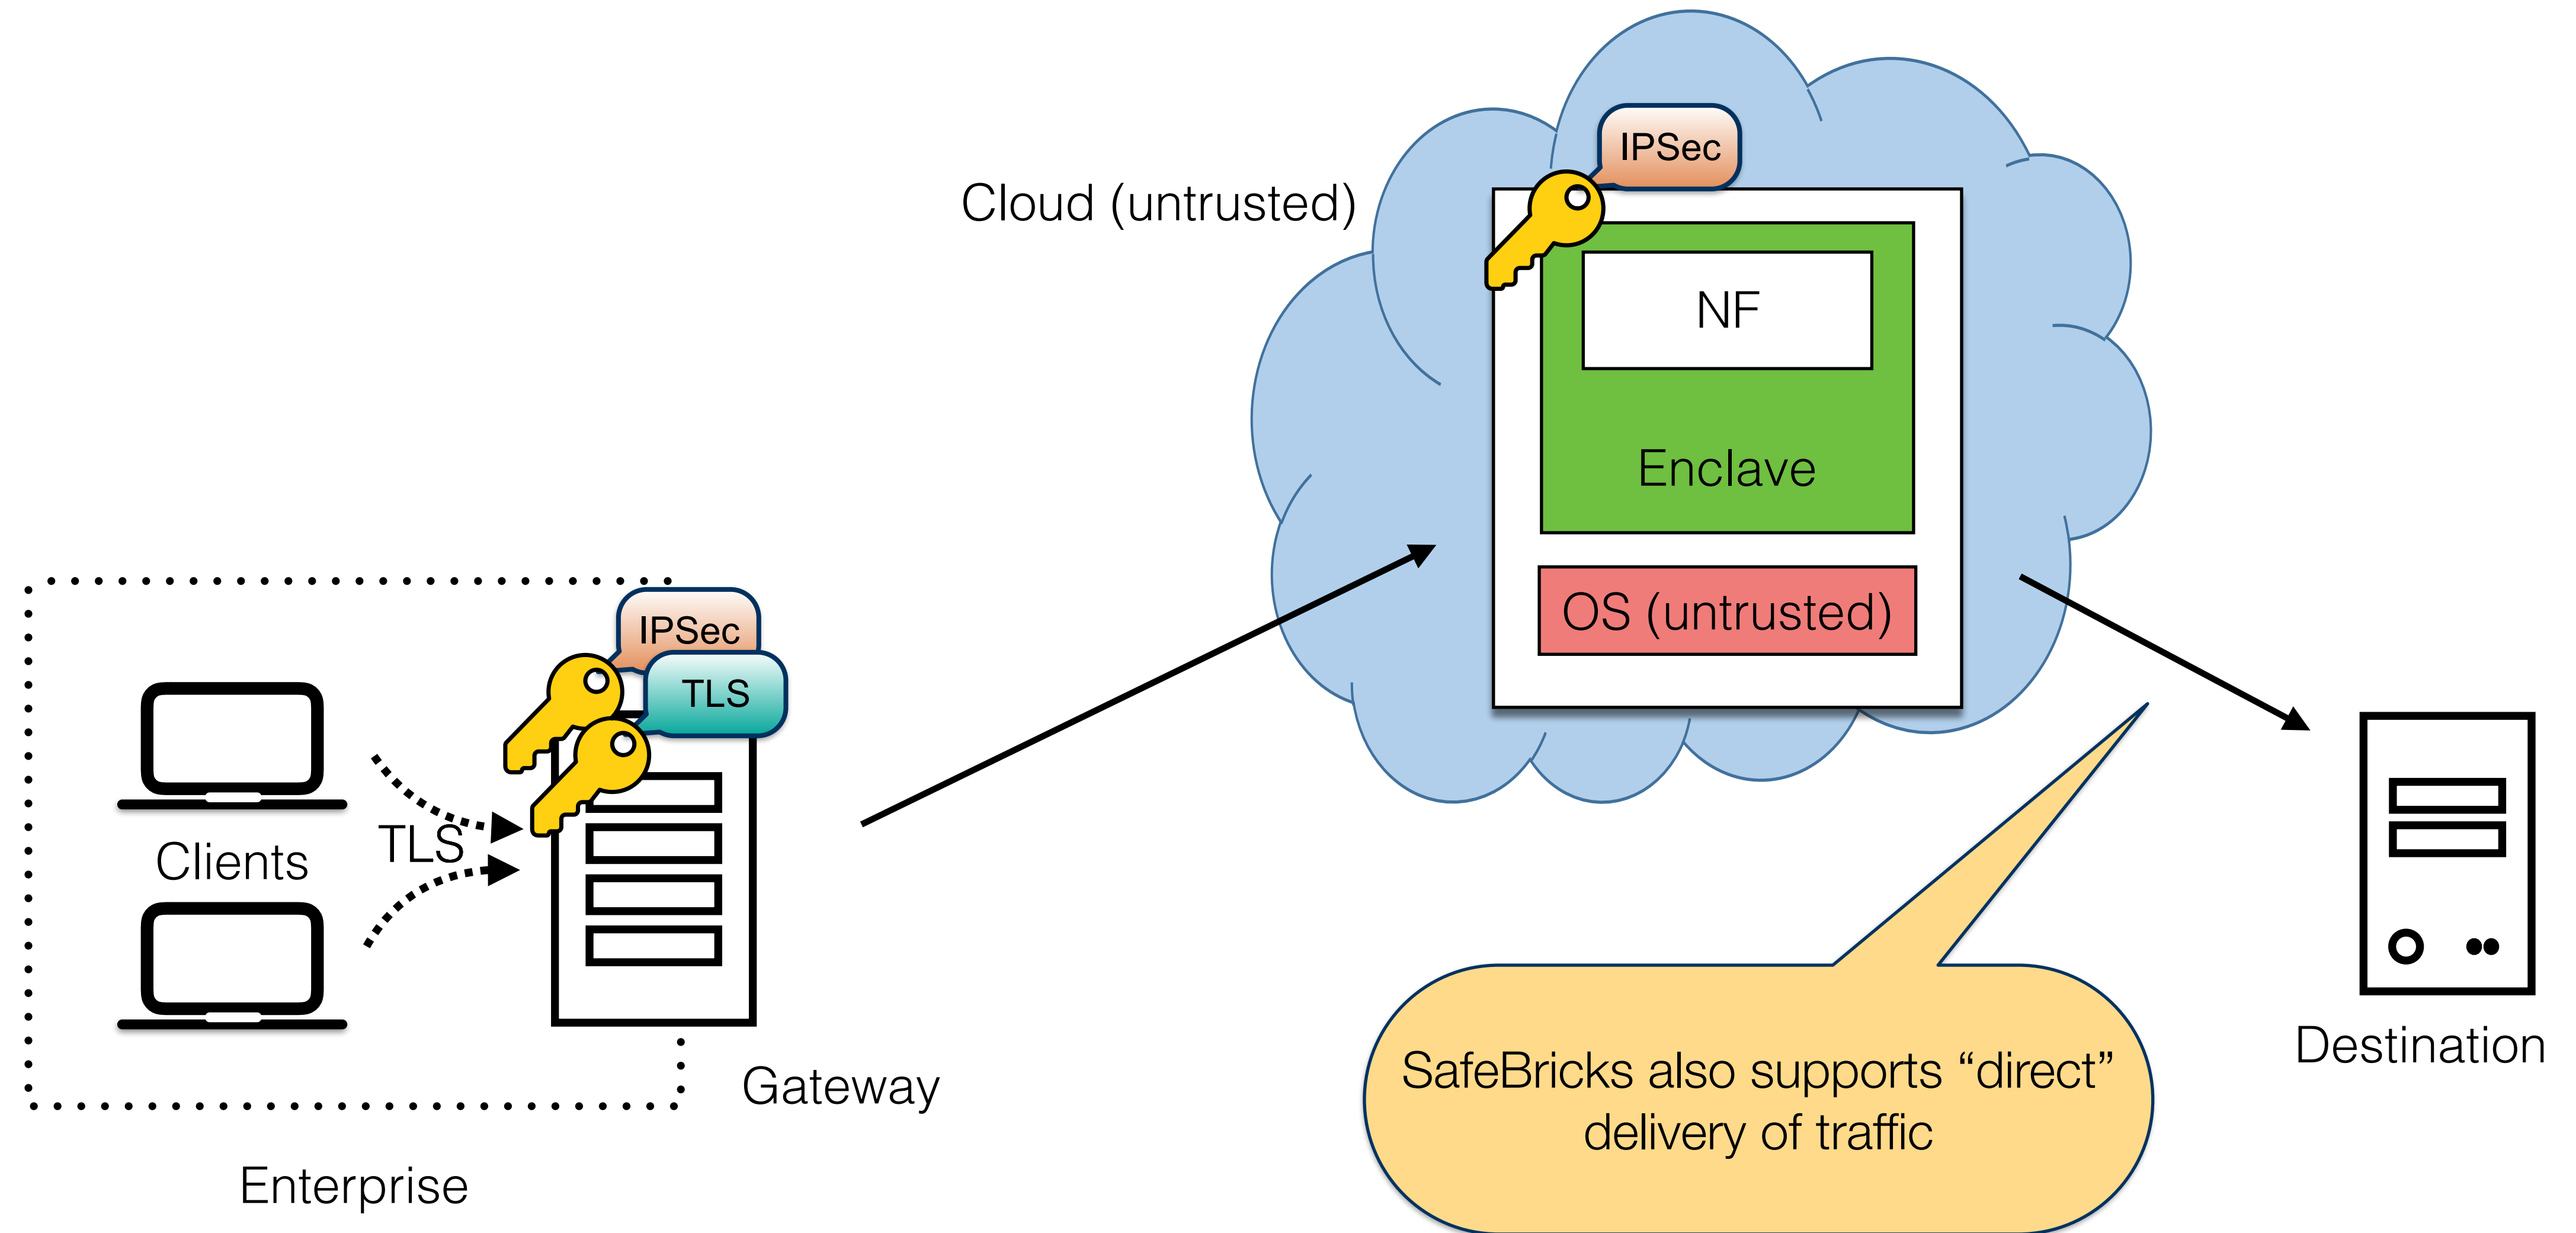 IPSec
Cloud (untrusted)
NF
Enclave
OS (untrusted)
IPSec
TLS
Clients
TLS
Gateway
Enterprise
Destination
SafeBricks also supports “direct”
delivery of traffic